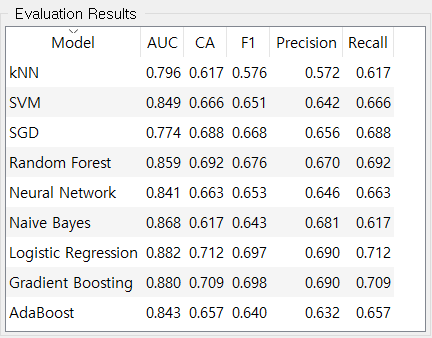 Evaluation Results
Model AUC CA F1 Precision Recall
kNN 0.796 0.617 0.576 0.572 0.617
SVM 0.849 0.666 0.651 0.642 0.666
SGD 0.774 0.688 0.668 0.656 0.688
Random Forest 0.859 0.692 0.676 0.670 0.692
Neural Network 0.841 0.663 0.653 0.646 0.663
Naive Bayes 0.868 0.617 0.643 0.681 0.617
Logistic Regression 0.882 0.712 0.697 0.690 0.712
Gradient Boosting 0.880 0.709 0.698 0.690 0.709
AdaBoost 0.843 0.657 0.640 0.632 0.657